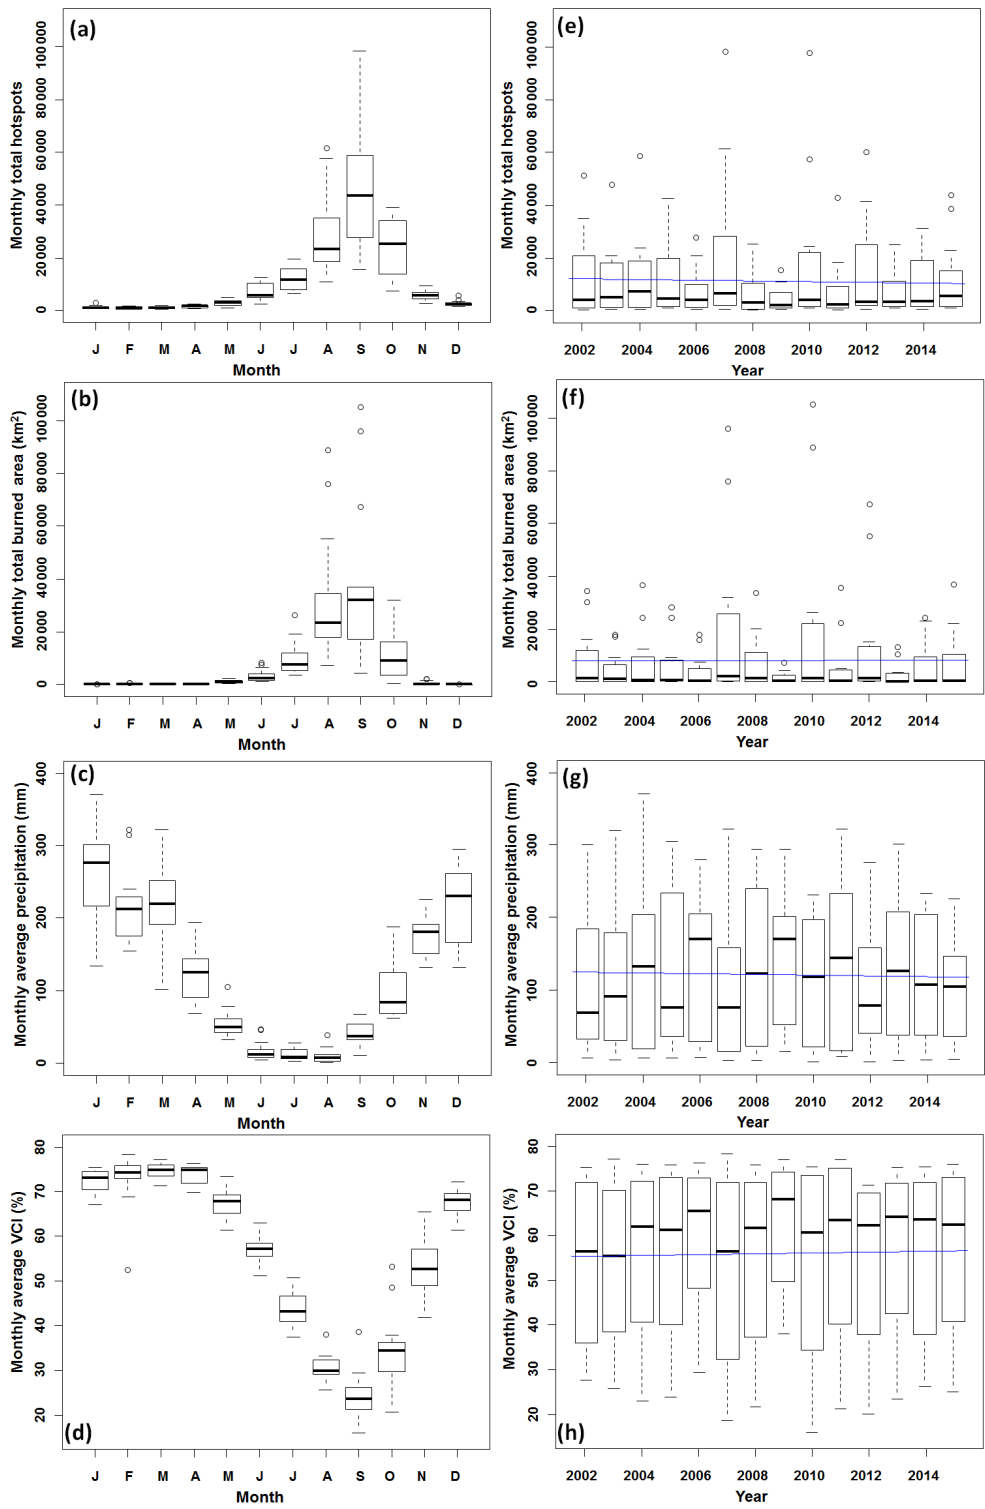 (a)
Monthly total hotspots
0 20000 40000 60000 80000 100000
J F M A M J J A S O N D
Month
(e)
Monthly total hotspots
0 20000 40000 60000 80000 100000
2002 2004 2006 2008 2010 2012 2014
Year
(b)
Monthly total burned area (km²)
0 20000 40000 60000 80000 100000
J F M A M J J A S O N D
Month
(f)
Monthly total burned area (km²)
0 20000 40000 60000 80000 100000
2002 2004 2006 2008 2010 2012 2014
Year
(c)
Monthly average precipitation (mm)
0 100 200 300 400
J F M A M J J A S O N D
Month
(g)
Monthly average precipitation (mm)
0 100 200 300 400
2002 2004 2006 2008 2010 2012 2014
Year
(d)
Monthly average VCI (%)
20 30 40 50 60 70 80
J F M A M J J A S O N D
Month
(h)
Monthly average VCI (%)
20 30 40 50 60 70 80
2002 2004 2006 2008 2010 2012 2014
Year